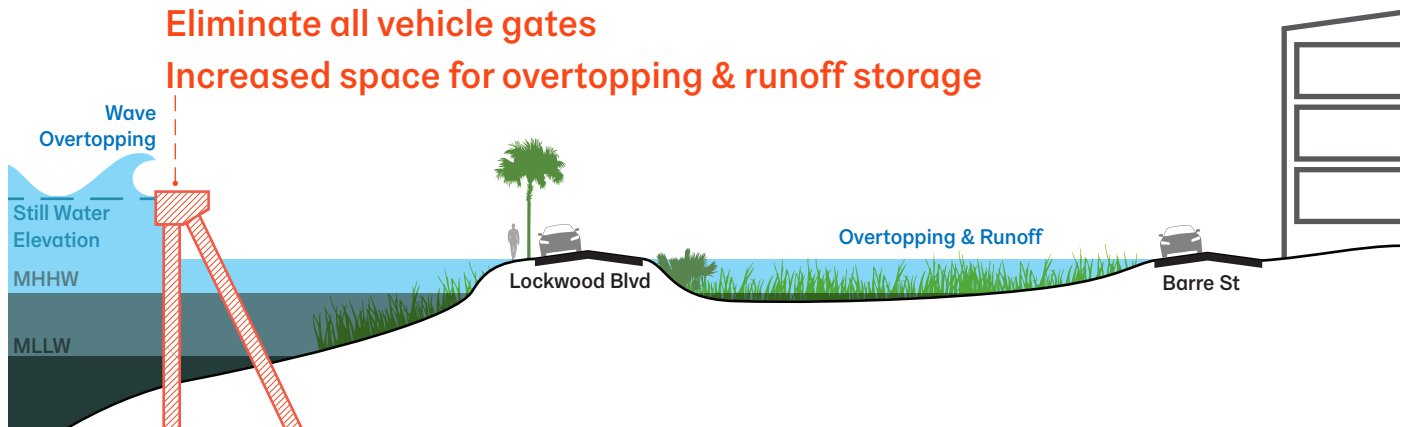 Eliminate all vehicle gates
Increased space for overtopping & runoff storage
Wave
Overtopping
Still Water
Elevation
MHHW
MLLW
Lockwood Blvd
Overtopping & Runoff
Barre St